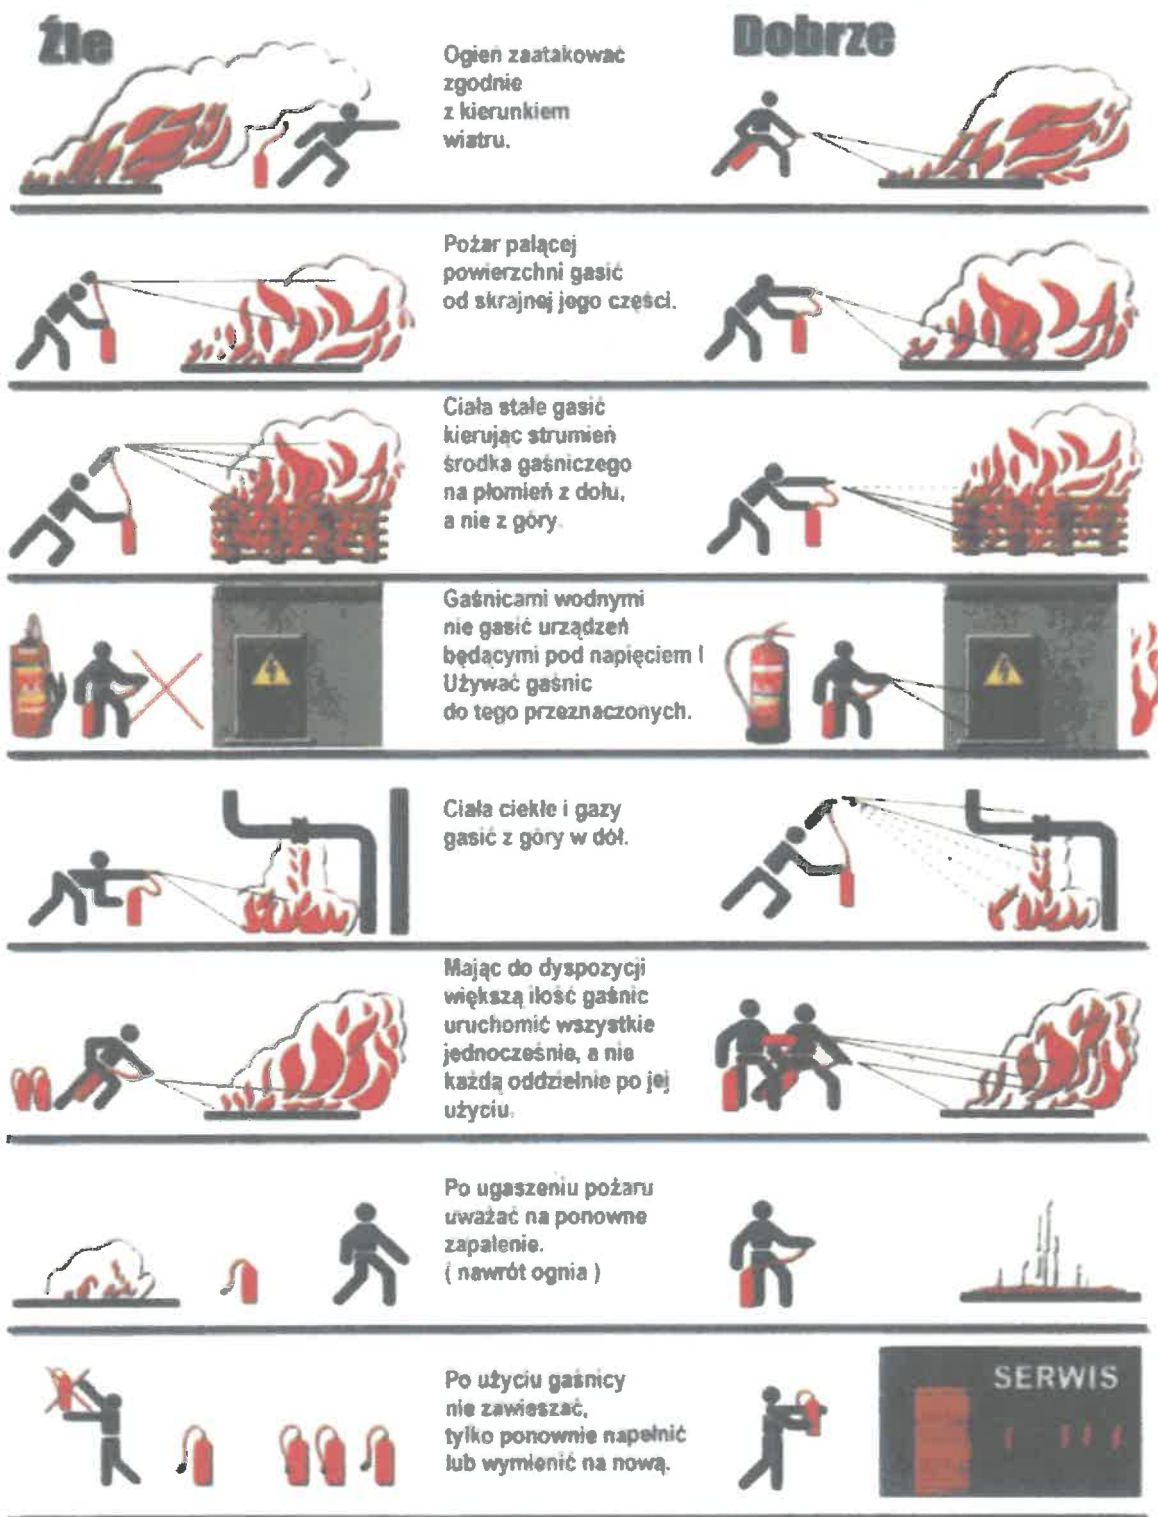 Źle
Dobrze
Ogień zaatakować
zgodnie
z kierunkiem
wiatru.
Pożar palącej
powierzchni gasić
od skrajnej jego części.
Ciała stałe gasić
kierując strumień
środka gaśniczego
na płomień z dołu,
a nie z góry.
Gaśnicami wodnymi
nie gasić urządzeń
będącymi pod napięciem !
Używać gaśnic
do tego przeznaczonych.
Ciała ciekłe i gazy
gasić z góry w dół.
Mając do dyspozycji
większą ilość gaśnic
uruchomić wszystkie
jednocześnie, a nie
każdą oddzielnie po jej
użyciu.
Po ugaszeniu pożaru
uważać na ponowne
zapalenie.
( nawrót ognia )
Po użyciu gaśnicy
nie zawieszać,
tylko ponownie napełnić
lub wymienić na nową.
SERWIS